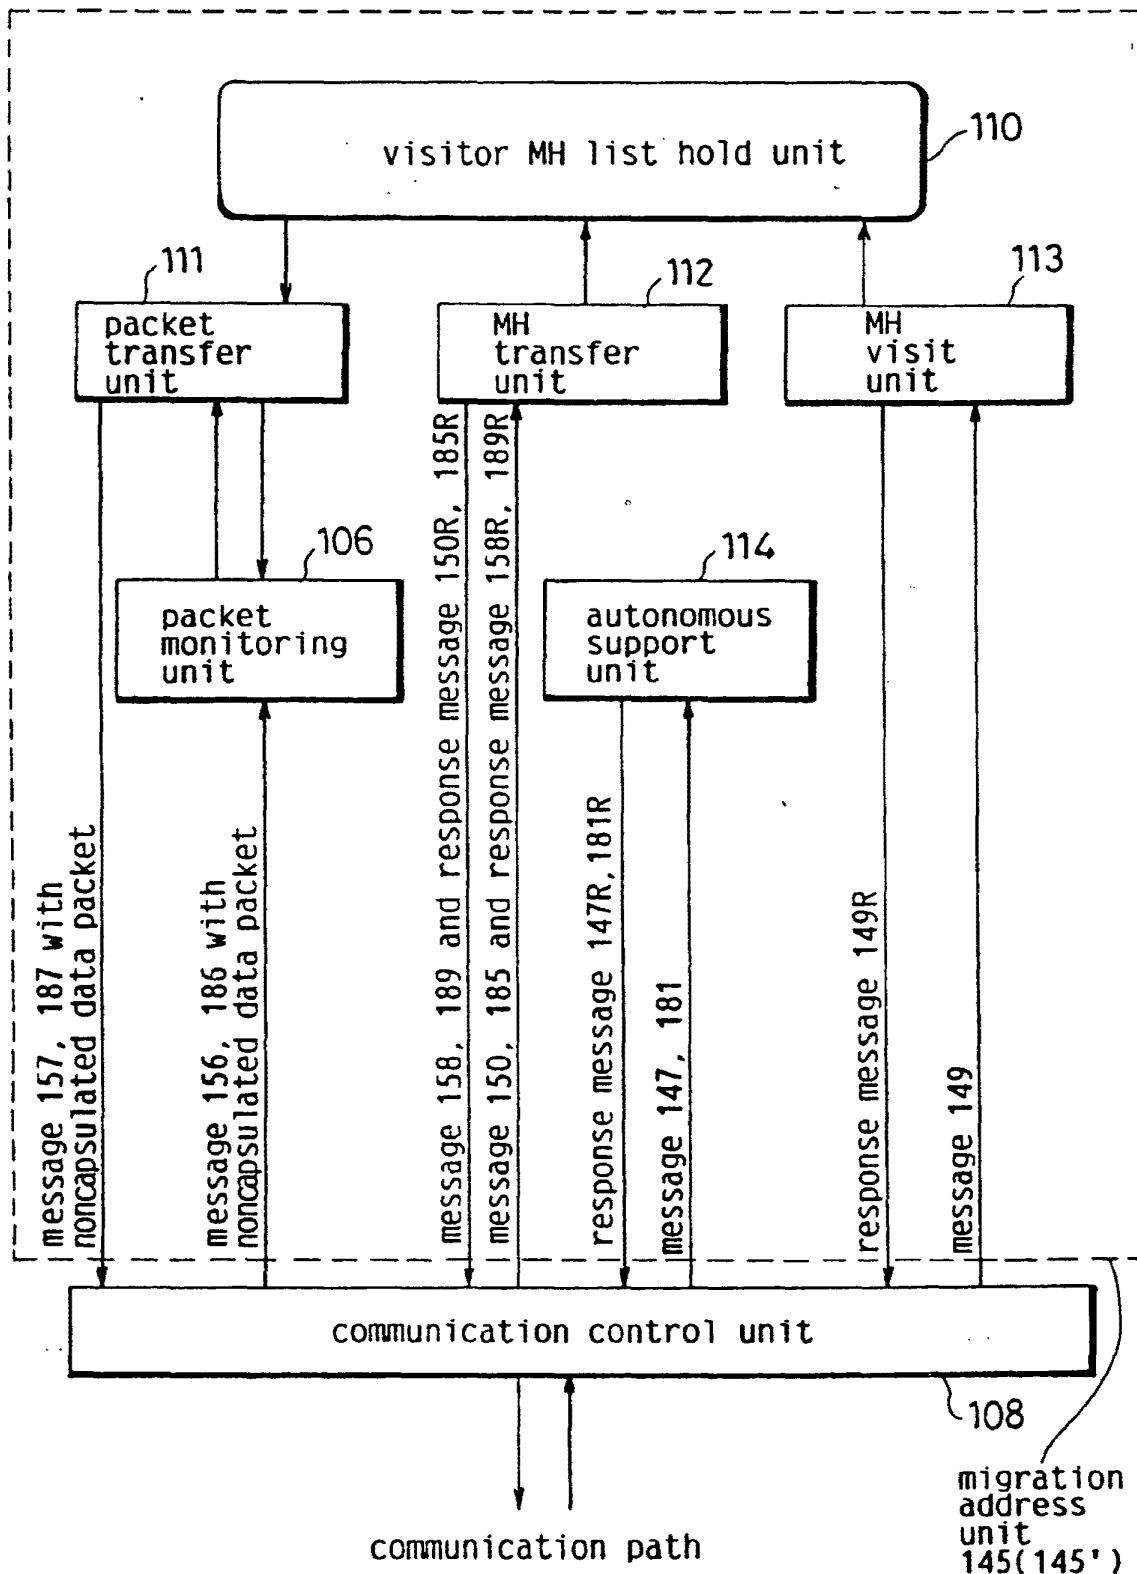 visitor MH list hold unit
110
111
packet
transfer
unit
112
MH
transfer
unit
113
MH
visit
unit
106
packet
monitoring
unit
114
autonomous
support
unit
message 157, 187 with
noncapsulated data packet
message 156, 186 with
noncapsulated data packet
message 158, 189 and response message 150R, 185R
message 150, 185 and response message 158R, 189R
response message 147R,181R
message 147, 181
response message 149R
message 149
communication control unit
108
communication path
migration
address
unit
145(145')